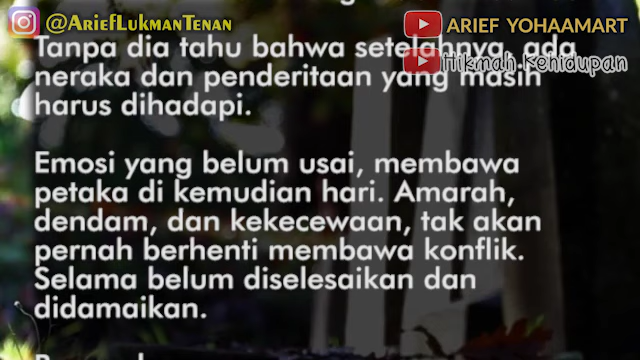 @AriefLukmanTenan
ARIEF YOHAAMART
Hikmah Kehidupan
Tanpa dia tahu bahwa setelahnya, ada
neraka dan penderitaan yang masih
harus dihadapi.
Emosi yang belum usai, membawa
petaka di kemudian hari. Amarah,
dendam, dan kekecewaan, tak akan
pernah berhenti membawa konflik.
Selama belum diselesaikan dan
didamaikan.